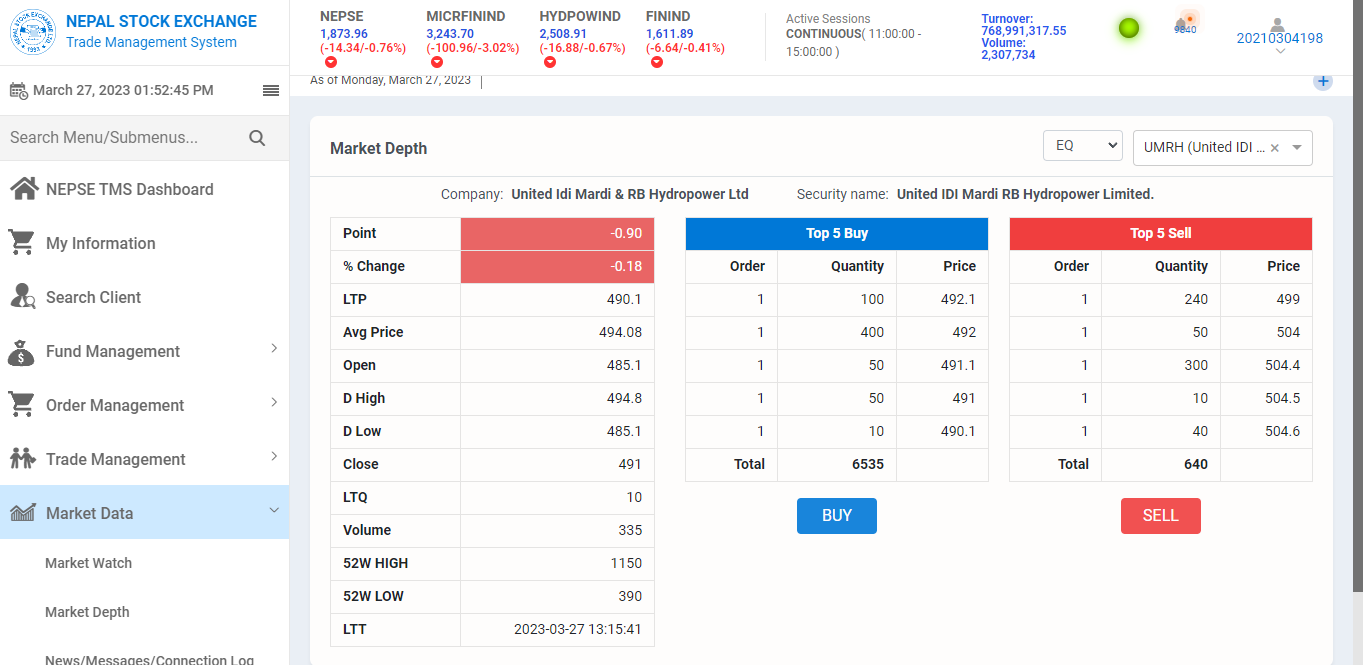 NEPAL STOCK EXCHANGE
Trade Management System
NEPSE
1,873.96
(-14.34/-0.76%)
MICRFININD
3,243.70
(-100.96/-3.02%)
HYDPOWIND
2,508.91
(-16.88/-0.67%)
FININD
1,611.89
(-6.64/-0.41%)
Active Sessions
CONTINUOUS( 11:00:00 -
15:00:00 )
Turnover:
768,991,317.55
Volume:
2,307,734
9840
20210304198
March 27, 2023 01:52:45 PM
As of Monday, March 27, 2023
Search Menu/Submenus...
NEPSE TMS Dashboard
My Information
Search Client
Fund Management
Order Management
Trade Management
Market Data
Market Watch
Market Depth
News/Messages/Connection Log
Market Depth
EQ
UMRH (United IDI ... ×
Company: United Idi Mardi & RB Hydropower Ltd
Security name: United IDI Mardi RB Hydropower Limited.
Point -0.90
% Change -0.18
LTP 490.1
Avg Price 494.08
Open 485.1
D High 494.8
D Low 485.1
Close 491
LTQ 10
Volume 335
52W HIGH 1150
52W LOW 390
LTT 2023-03-27 13:15:41
Top 5 Buy
Order Quantity Price
1 100 492.1
1 400 492
1 50 491.1
1 50 491
1 10 490.1
Total 6535
BUY
Top 5 Sell
Order Quantity Price
1 240 499
1 50 504
1 300 504.4
1 10 504.5
1 40 504.6
Total 640
SELL